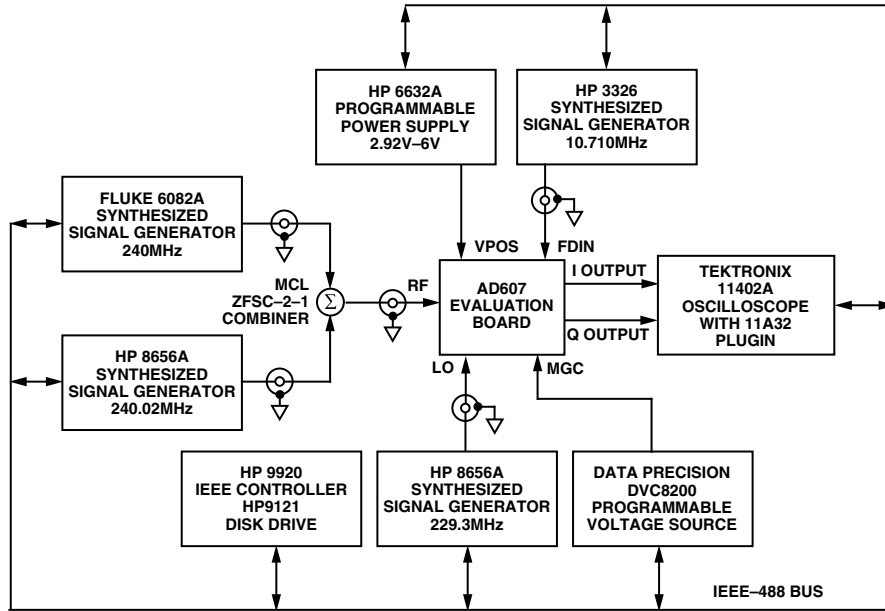 HP 6632A
PROGRAMMABLE
POWER SUPPLY
2.92V–6V
HP 3326
SYNTHESIZED
SIGNAL GENERATOR
10.710MHz
FLUKE 6082A
SYNTHESIZED
SIGNAL GENERATOR
240MHz
VPOS
FDIN
MCL
ZFSC–2–1
COMBINER
Σ
RF
AD607
EVALUATION
BOARD
I OUTPUT
Q OUTPUT
TEKTRONIX
11402A
OSCILLOSCOPE
WITH 11A32
PLUGIN
HP 8656A
SYNTHESIZED
SIGNAL GENERATOR
240.02MHz
LO
MGC
HP 9920
IEEE CONTROLLER
HP9121
DISK DRIVE
HP 8656A
SYNTHESIZED
SIGNAL GENERATOR
229.3MHz
DATA PRECISION
DVC8200
PROGRAMMABLE
VOLTAGE SOURCE
IEEE–488 BUS